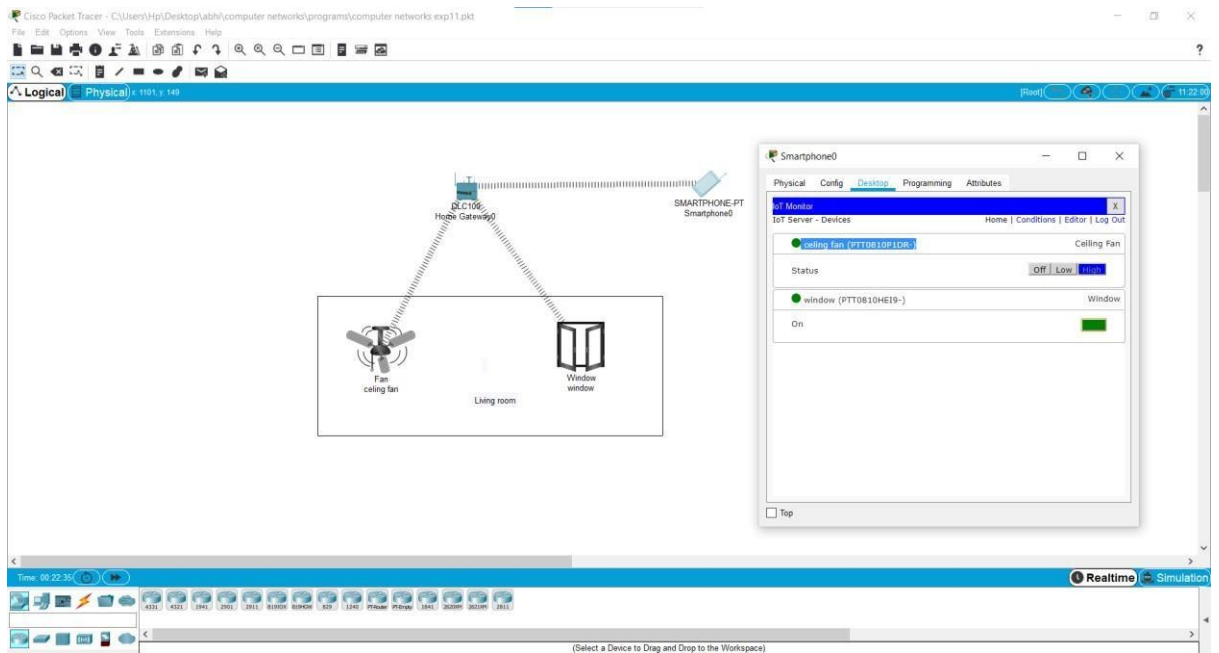 Cisco Packet Tracer - C:\Users\Hp\Desktop\abhi\computer networks\programs\computer networks exp11.pkt
File Edit Options View Tools Extensions Help
?
Logical Physical x: 1101, y: 149 [Root] 11:22:00
Smartphone0
Physical Config Desktop Programming Attributes
IoT Monitor X
IoT Server - Devices Home | Conditions | Editor | Log Out
celing fan (PTT0810P1DR-) Ceiling Fan
Status Off Low High
window (PTT0810HEI9-) Window
On
Top
DLC100
Home Gateway0
SMARTPHONE-PT
Smartphone0
Fan
celing fan
Window
window
Living room
Time: 00:22:35 Realtime Simulation
4331 4321 1941 2901 2911 819IOX 819HGW 829 1240 PT-Router PT-Empty 1841 2620XM 2621XM 2811
(Select a Device to Drag and Drop to the Workspace)